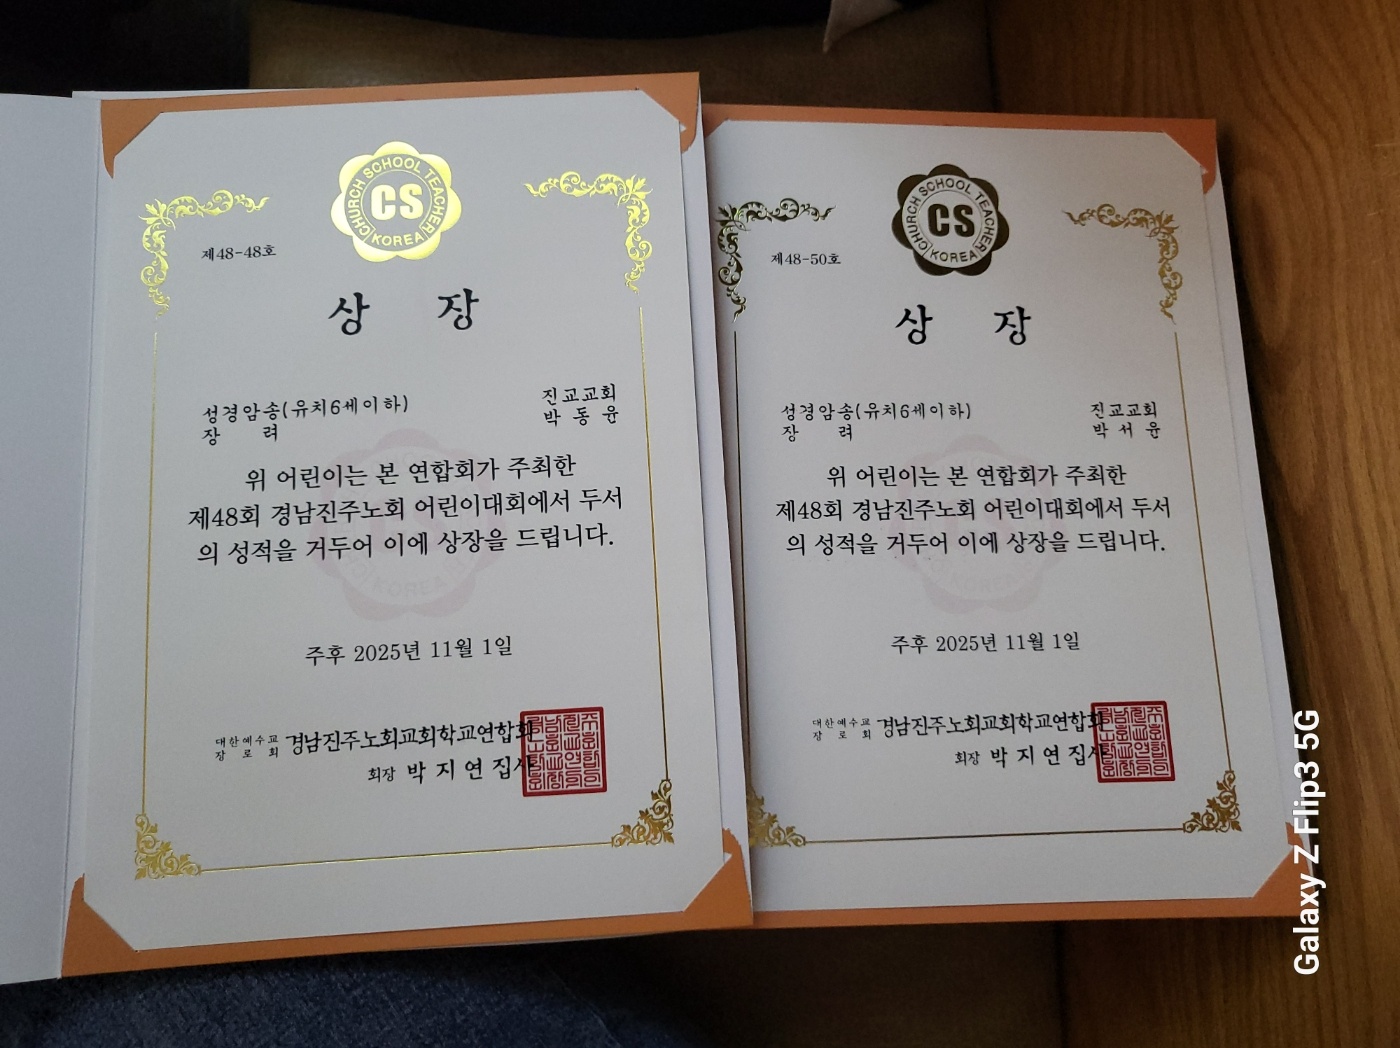 CHURCH SCHOOL TEACHER
CS
KOREA
제48-48호
상 장
성경암송(유치6세이하)
장 려
진교교회
박 동 윤
위 어린이는 본 연합회가 주최한
제48회 경남진주노회 어린이대회에서 두서
의 성적을 거두어 이에 상장을 드립니다.
주후 2025년 11월 1일
대한예수교
장 로 회
경남진주노회교회학교연합회
회장 박 지 연 집사
CHURCH SCHOOL TEACHER
CS
KOREA
제48-50호
상 장
성경암송(유치6세이하)
장 려
진교교회
박 서 윤
위 어린이는 본 연합회가 주최한
제48회 경남진주노회 어린이대회에서 두서
의 성적을 거두어 이에 상장을 드립니다.
주후 2025년 11월 1일
대한예수교
장 로 회
경남진주노회교회학교연합회
회장 박 지 연 집사
Galaxy Z Flip3 5G